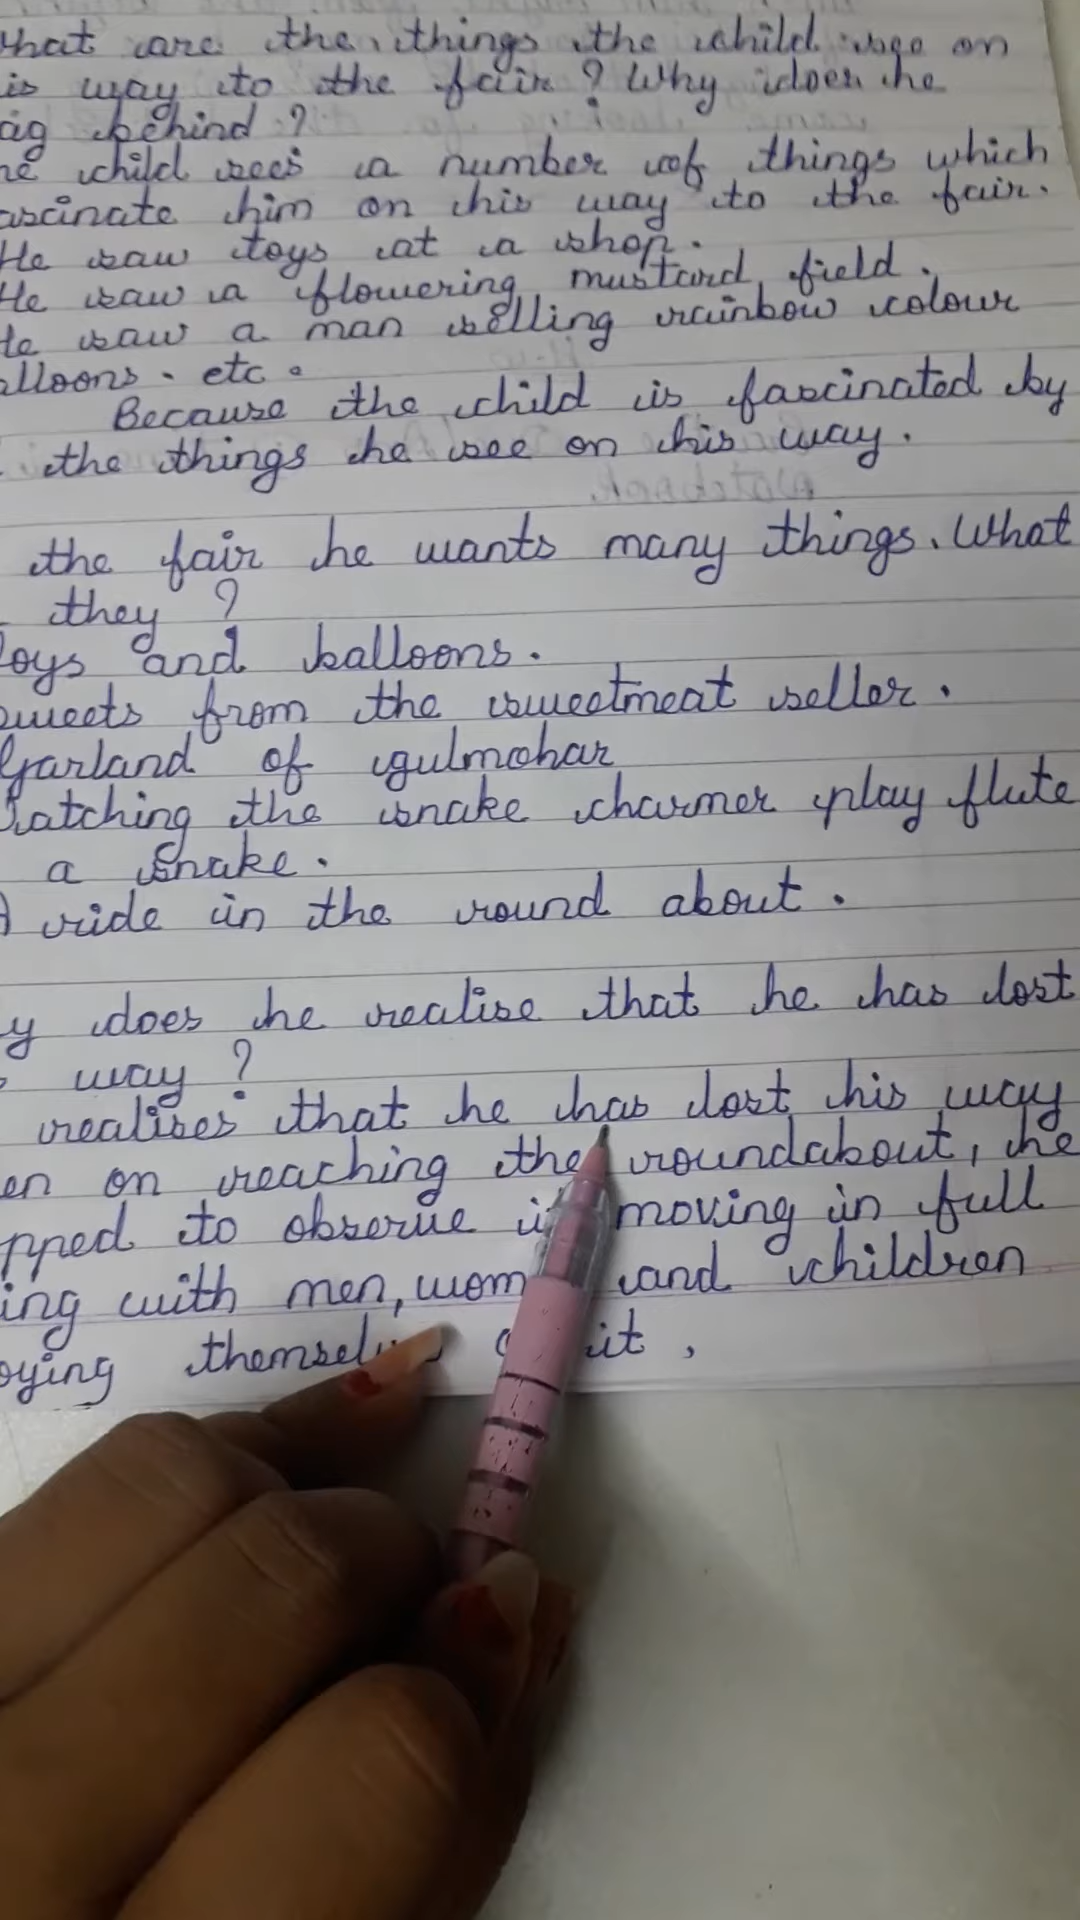 hat are the things the child see on
is way to the fair? Why does he
ag behind?
he child sees a number of things which
ascinate him on his way to the fair.
He saw toys at a shop.
He saw a flowering mustard field.
He saw a man selling rainbow colour
alloons. etc.
Because the child is fascinated by
the things he see on his way.
the fair he wants many things. What
they?
oys and balloons.
sweets from the sweetmeat seller.
Garland of gulmohar
atching the snake charmer play flute
a snake.
A ride in the round about.
y does he realise that he has lost
way?
realises that he has lost his way
en on reaching the roundabout, he
pped to observe it moving in full
ing with men, wom and children
oying themsel it,